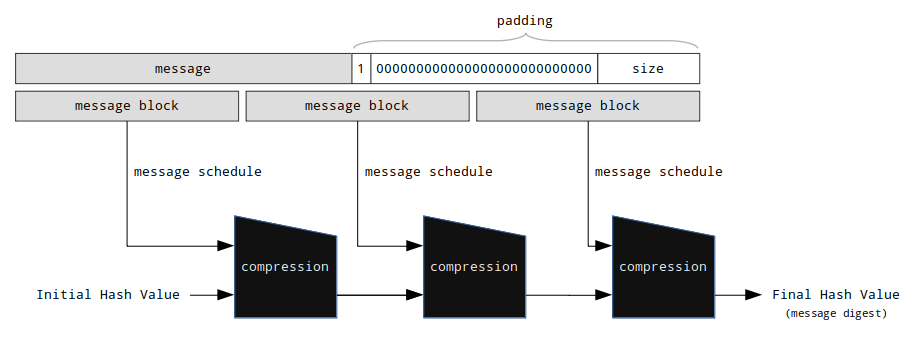 padding
message 1 000000000000000000000000000 size
message block message block message block
message schedule message schedule message schedule
compression compression compression
Initial Hash Value Final Hash Value
(message digest)